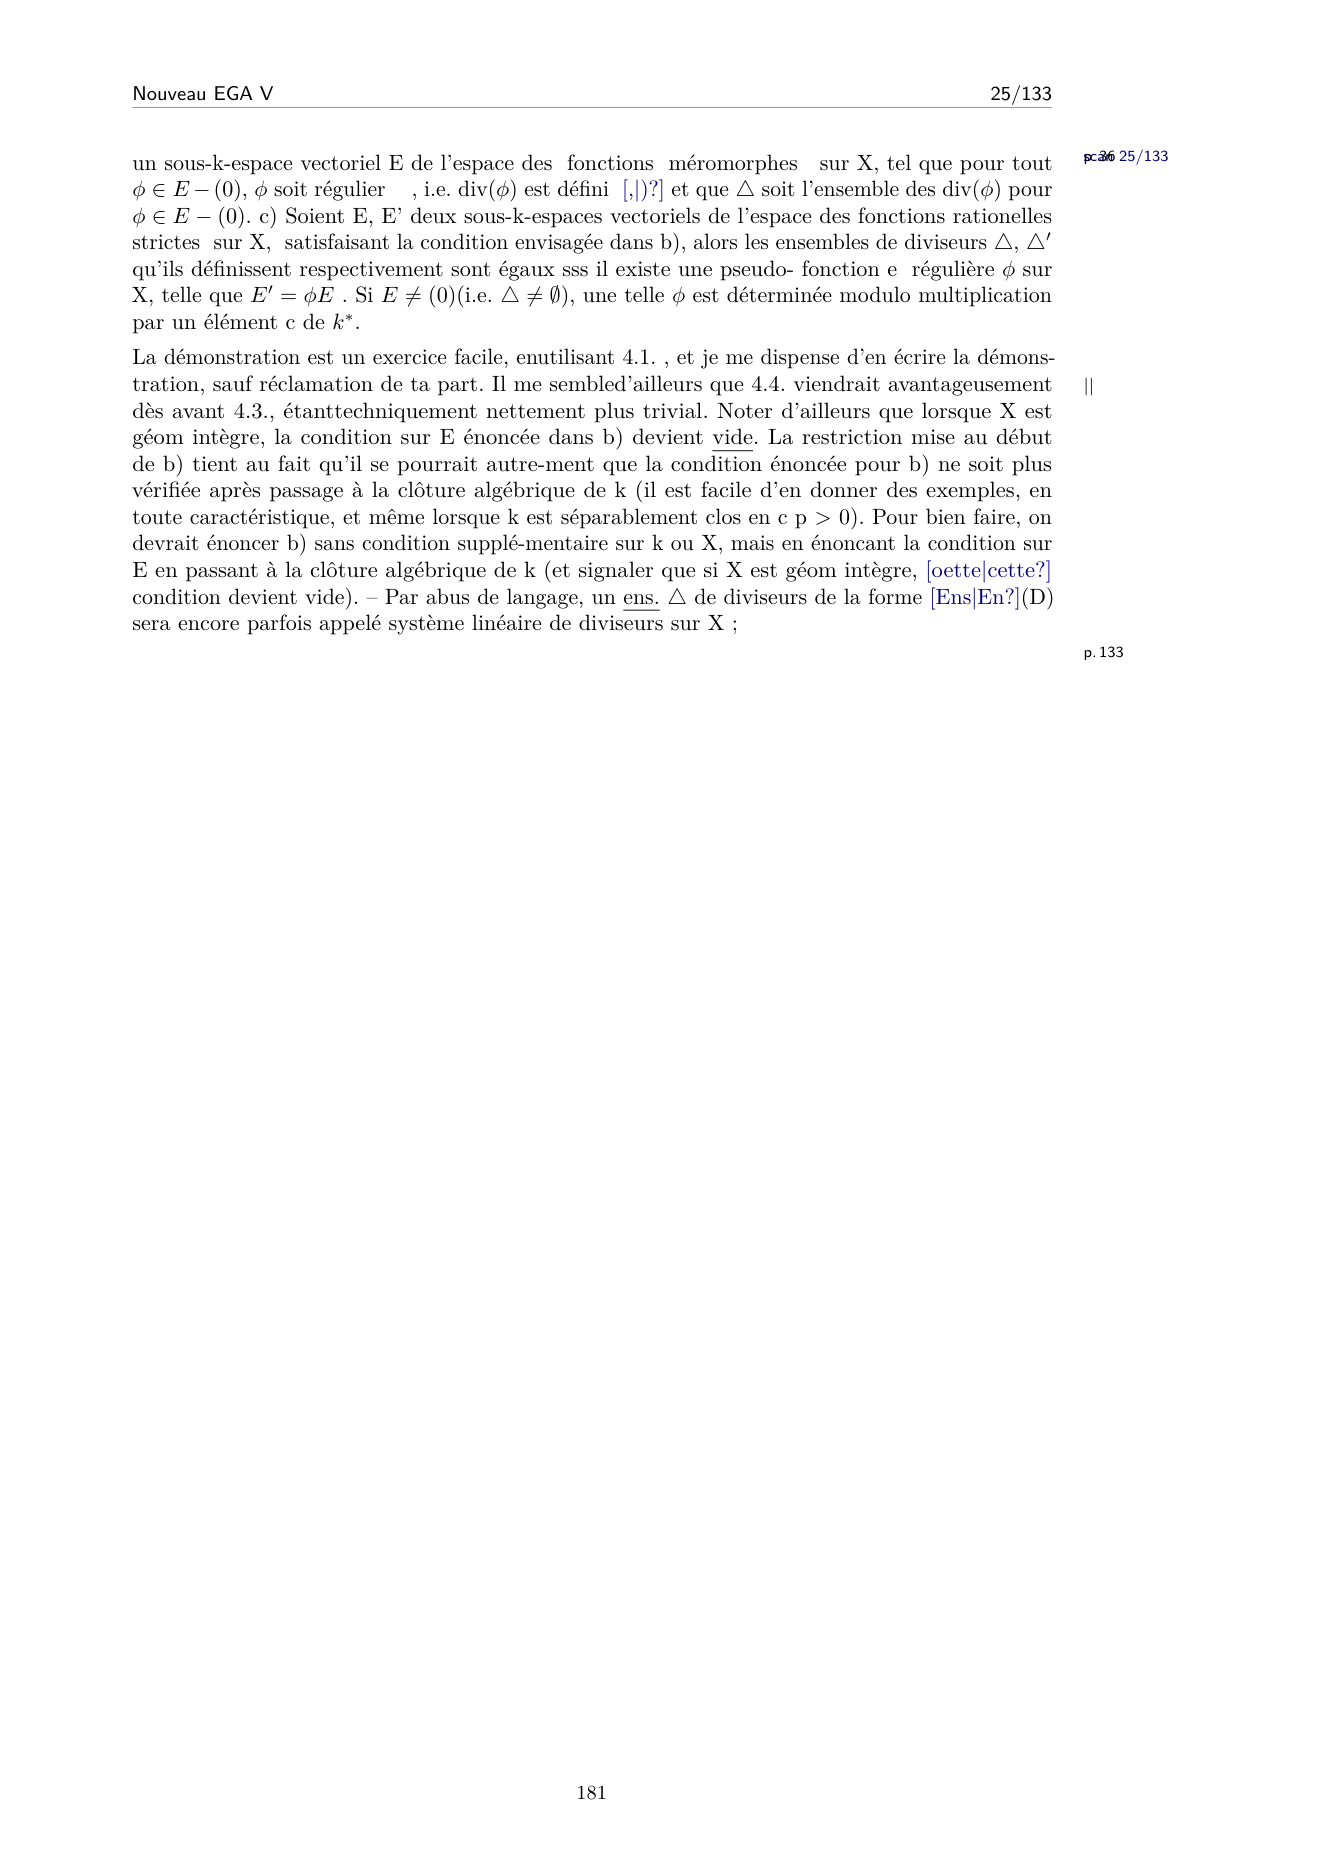 Nouveau EGA V 25/133
un sous-k-espace vectoriel E de l'espace des fonctions méromorphes sur X, tel que pour tout
ϕ ∈ E − (0), ϕ soit régulier , i.e. div(ϕ) est défini [,|)?] et que △ soit l'ensemble des div(ϕ) pour
ϕ ∈ E − (0). c) Soient E, E' deux sous-k-espaces vectoriels de l'espace des fonctions rationelles
strictes sur X, satisfaisant la condition envisagée dans b), alors les ensembles de diviseurs △, △′
qu'ils définissent respectivement sont égaux sss il existe une pseudo- fonction e régulière ϕ sur
X, telle que E′ = ϕE . Si E ≠ (0)(i.e. △ ≠ ∅), une telle ϕ est déterminée modulo multiplication
par un élément c de k*.
La démonstration est un exercice facile, enutilisant 4.1. , et je me dispense d'en écrire la démons-
tration, sauf réclamation de ta part. Il me sembled'ailleurs que 4.4. viendrait avantageusement
dès avant 4.3., étanttechniquement nettement plus trivial. Noter d'ailleurs que lorsque X est
géom intègre, la condition sur E énoncée dans b) devient vide. La restriction mise au début
de b) tient au fait qu'il se pourrait autre-ment que la condition énoncée pour b) ne soit plus
vérifiée après passage à la clôture algébrique de k (il est facile d'en donner des exemples, en
toute caractéristique, et même lorsque k est séparablement clos en c p > 0). Pour bien faire, on
devrait énoncer b) sans condition supplé-mentaire sur k ou X, mais en énoncant la condition sur
E en passant à la clôture algébrique de k (et signaler que si X est géom intègre, [oette|cette?]
condition devient vide). – Par abus de langage, un ens. △ de diviseurs de la forme [Ens|En?](D)
sera encore parfois appelé système linéaire de diviseurs sur X ;
25/133
||
p. 133
181